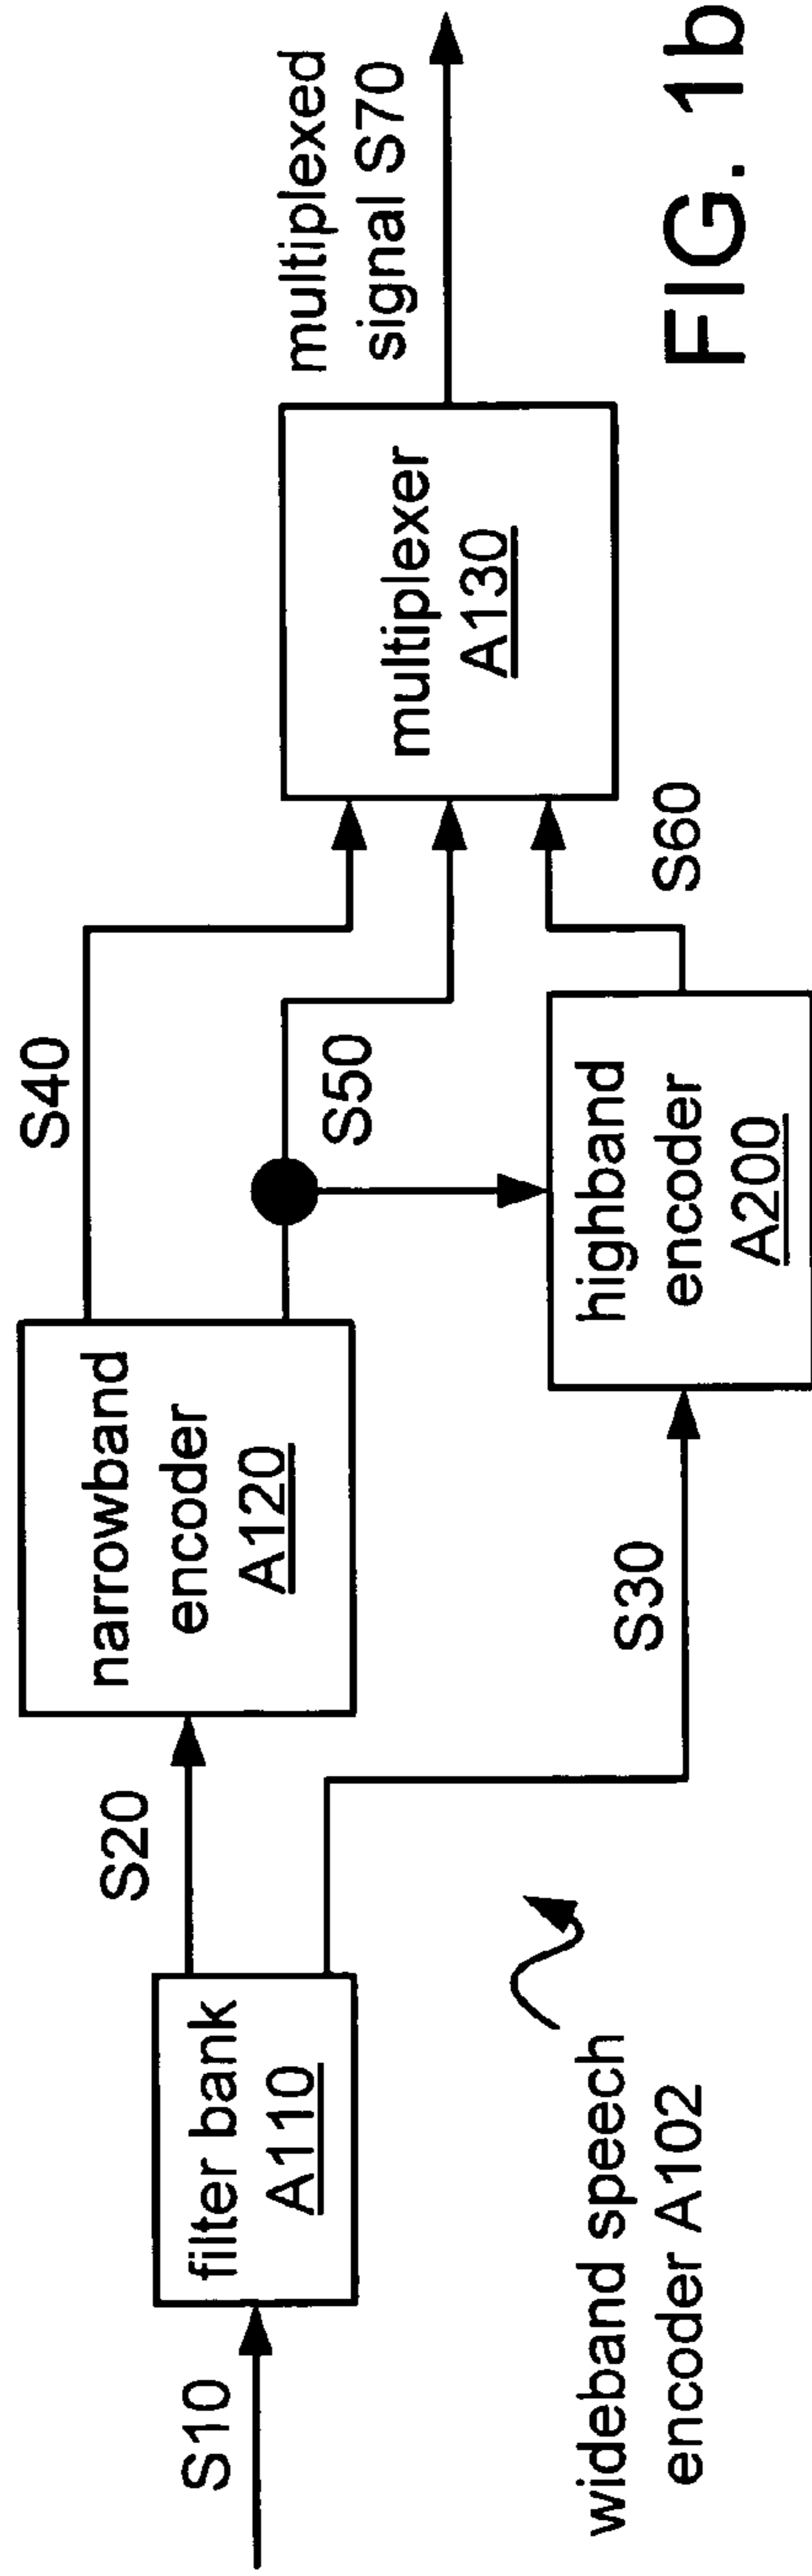 S10
filter bank
A110
S20
S30
narrowband
encoder
A120
S40
S50
highband
encoder
A200
S60
multiplexer
A130
multiplexed
signal S70
wideband speech
encoder A102
FIG. 1b